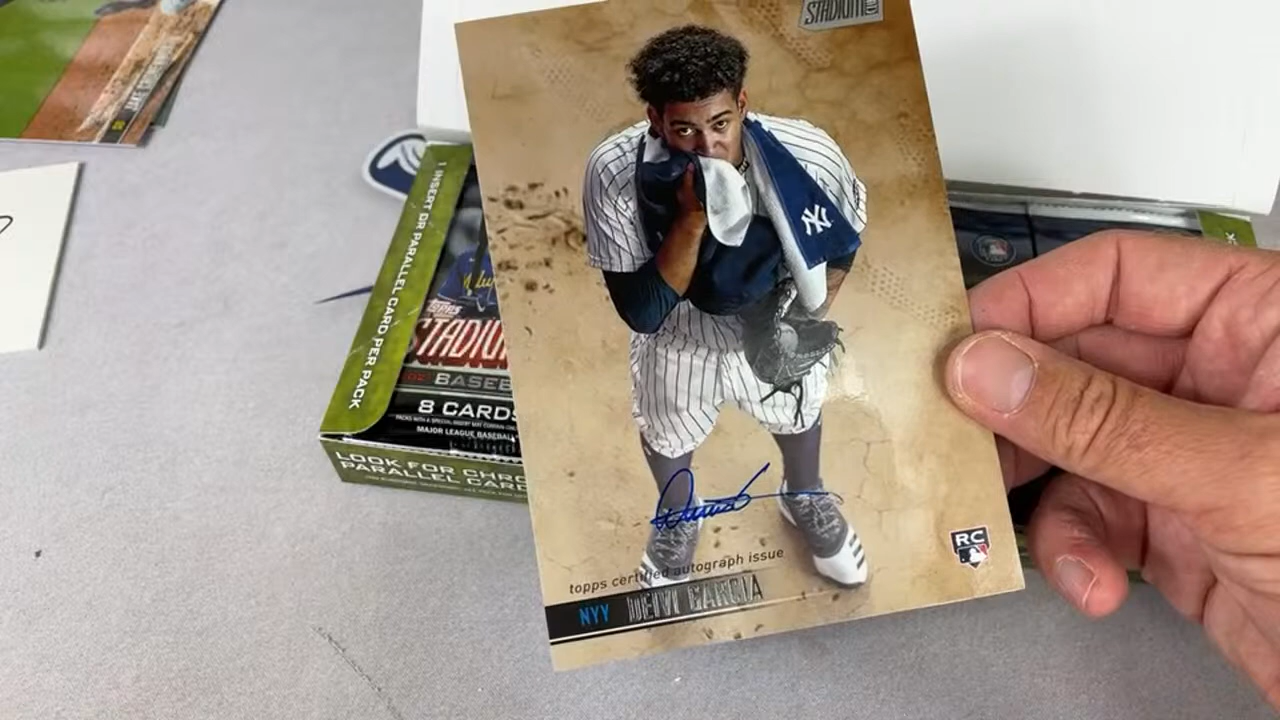 STADIUM
1 INSERT OR PARALLEL CARD PER PACK
NY
TOPPS
STADIU
BASEB
8 CARDS
MAJOR LEAGUE BASEBALL
LOOK FOR CHRO
PARALLEL CARD
topps certified autograph issue
NYY DEIVI GARCIA
RC